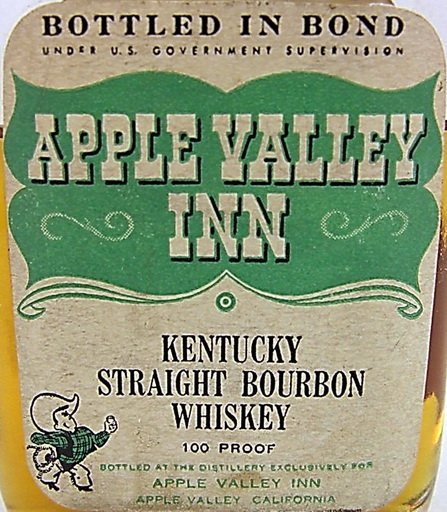 BOTTLED IN BOND
UNDER U.S. GOVERNMENT SUPERVISION
APPLE VALLEY
INN
KENTUCKY
STRAIGHT BOURBON
WHISKEY
100 PROOF
BOTTLED AT THE DISTILLERY EXCLUSIVELY FOR
APPLE VALLEY INN
APPLE VALLEY CALIFORNIA